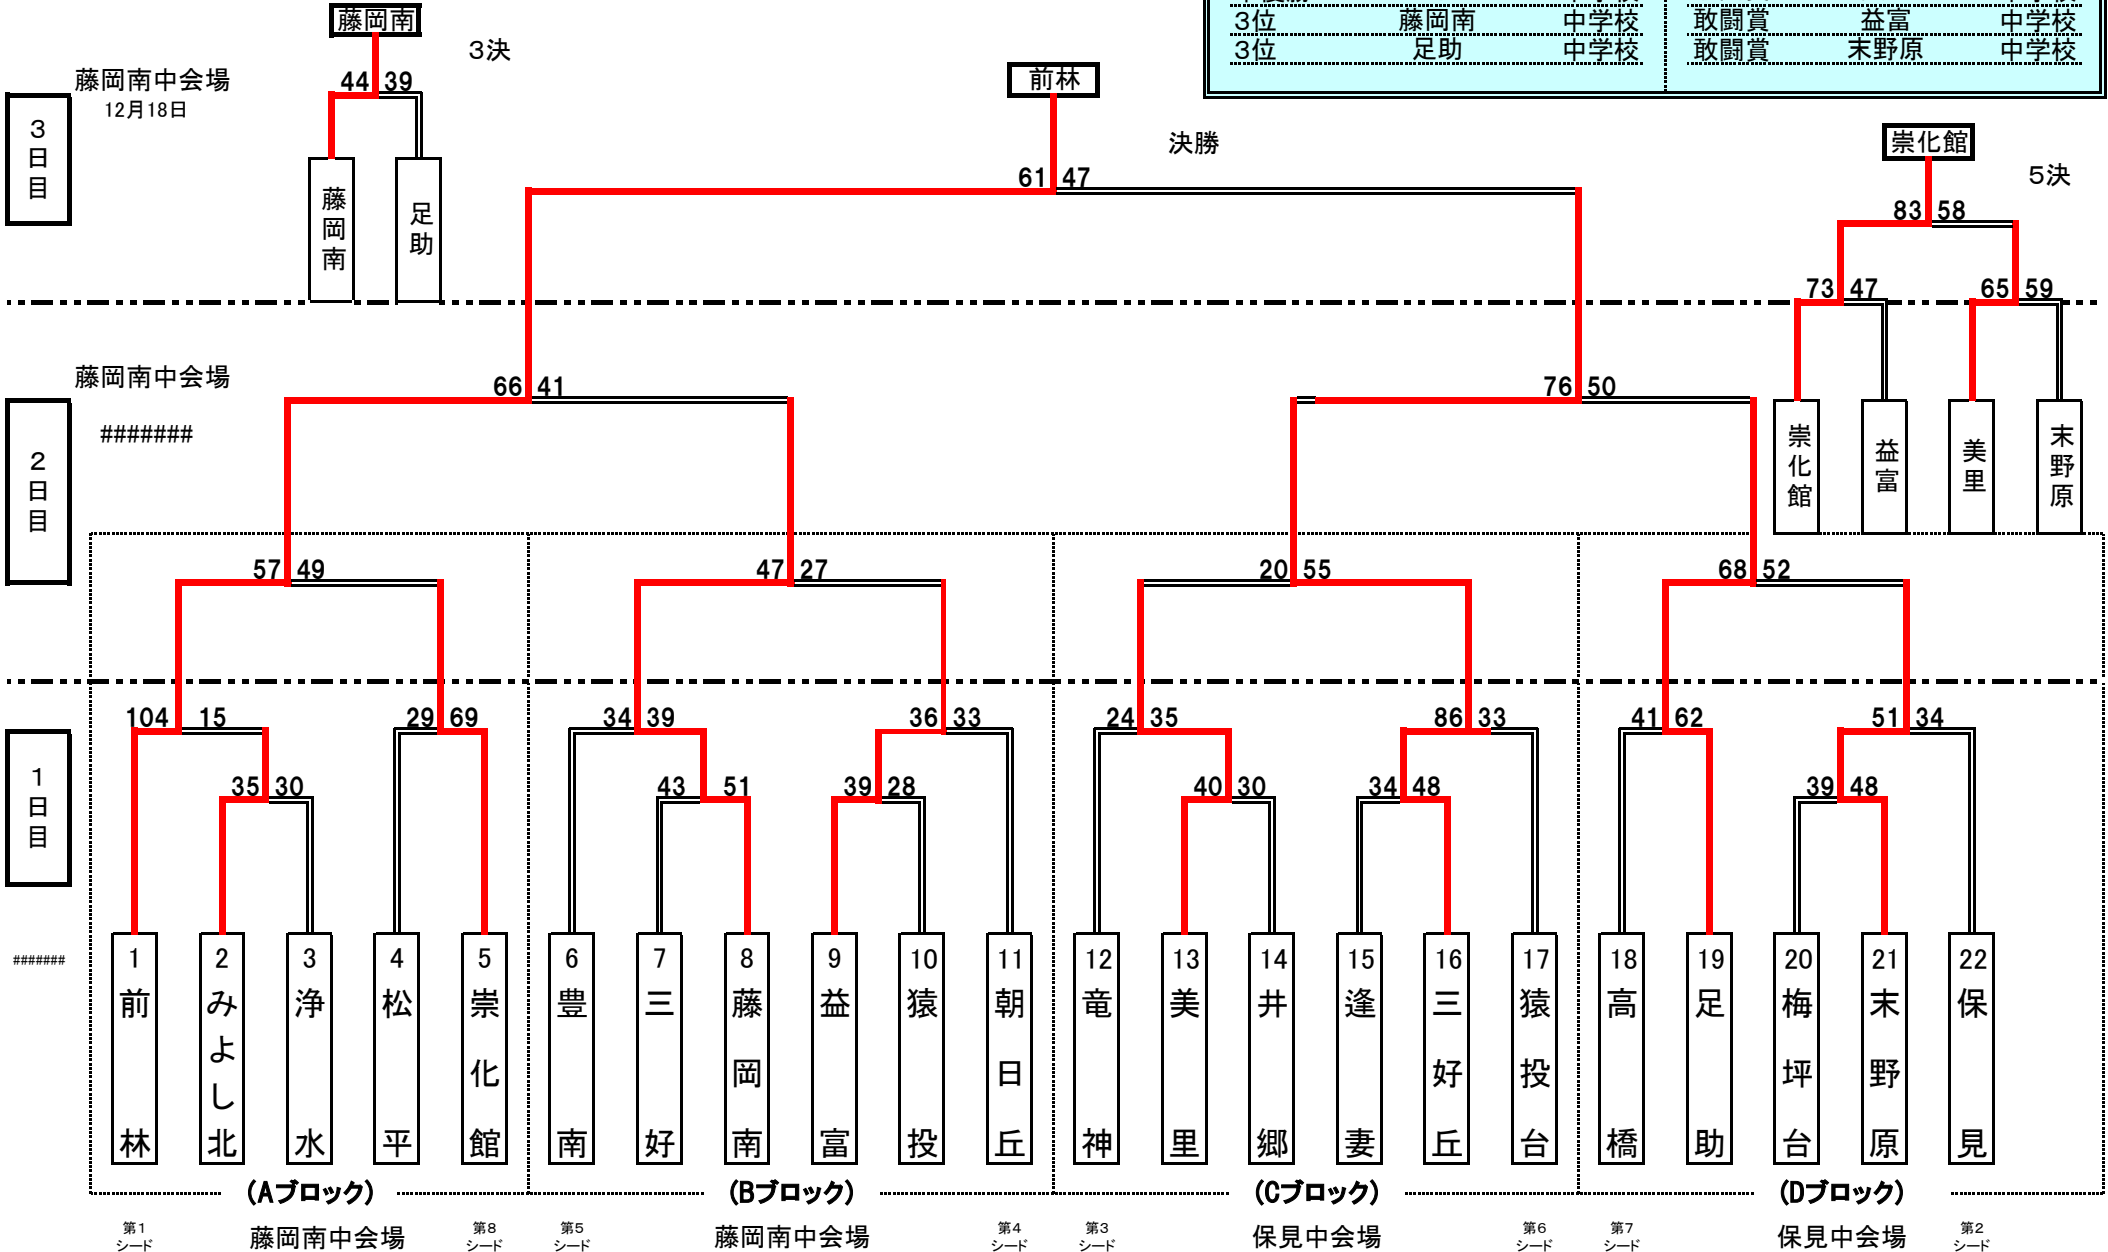 藤岡南
3決
3位 藤岡南 中学校
敢闘賞 益富 中学校
3位 足助 中学校
敢闘賞 末野原 中学校
藤岡南中会場
44 39
前林
12月18日
3日目
決勝
崇化館
5決
藤岡南
足助
61 47
83 58
73 47
65 59
藤岡南中会場
66 41
76 50
#######
2日目
崇化館
益富
美里
末野原
57 49
47 27
20 55
68 52
104 15
29 69
34 39
36 33
24 35
86 33
41 62
51 34
1日目
35 30
43 51
39 28
40 30
34 48
39 48
#######
1 前林
2 みよし北
3 浄水
4 松平
5 崇化館
6 豊南
7 三好
8 藤岡南
9 益富
10 猿投
11 朝日丘
12 竜神
13 美里
14 井郷
15 逢妻
16 三好丘
17 猿投台
18 高橋
19 足助
20 梅坪台
21 末野原
22 保見
(Aブロック)
(Bブロック)
(Cブロック)
(Dブロック)
第1シード
藤岡南中会場
第8シード
第5シード
藤岡南中会場
第4シード
第3シード
保見中会場
第6シード
第7シード
保見中会場
第2シード